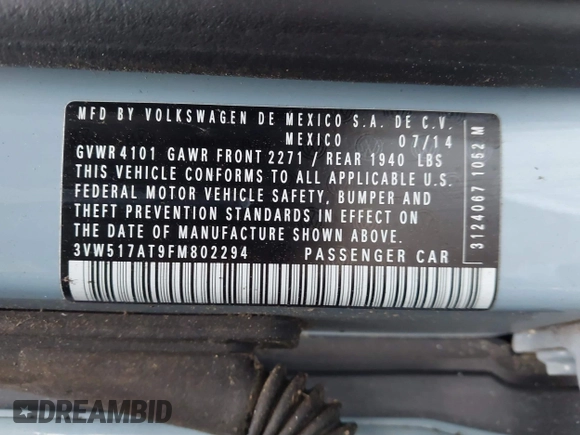 MFD BY VOLKSWAGEN DE MEXICO S.A. DE C.V.
MEXICO 07/14
GVWR 4101 GAWR FRONT 2271 / REAR 1940 LBS
THIS VEHICLE CONFORMS TO ALL APPLICABLE U.S.
FEDERAL MOTOR VEHICLE SAFETY, BUMPER AND
THEFT PREVENTION STANDARDS IN EFFECT ON
THE DATE OF MANUFACTURE SHOWN ABOVE.
3VW517AT9FM802294 PASSENGER CAR
3124067 1052 M
DREAMBID